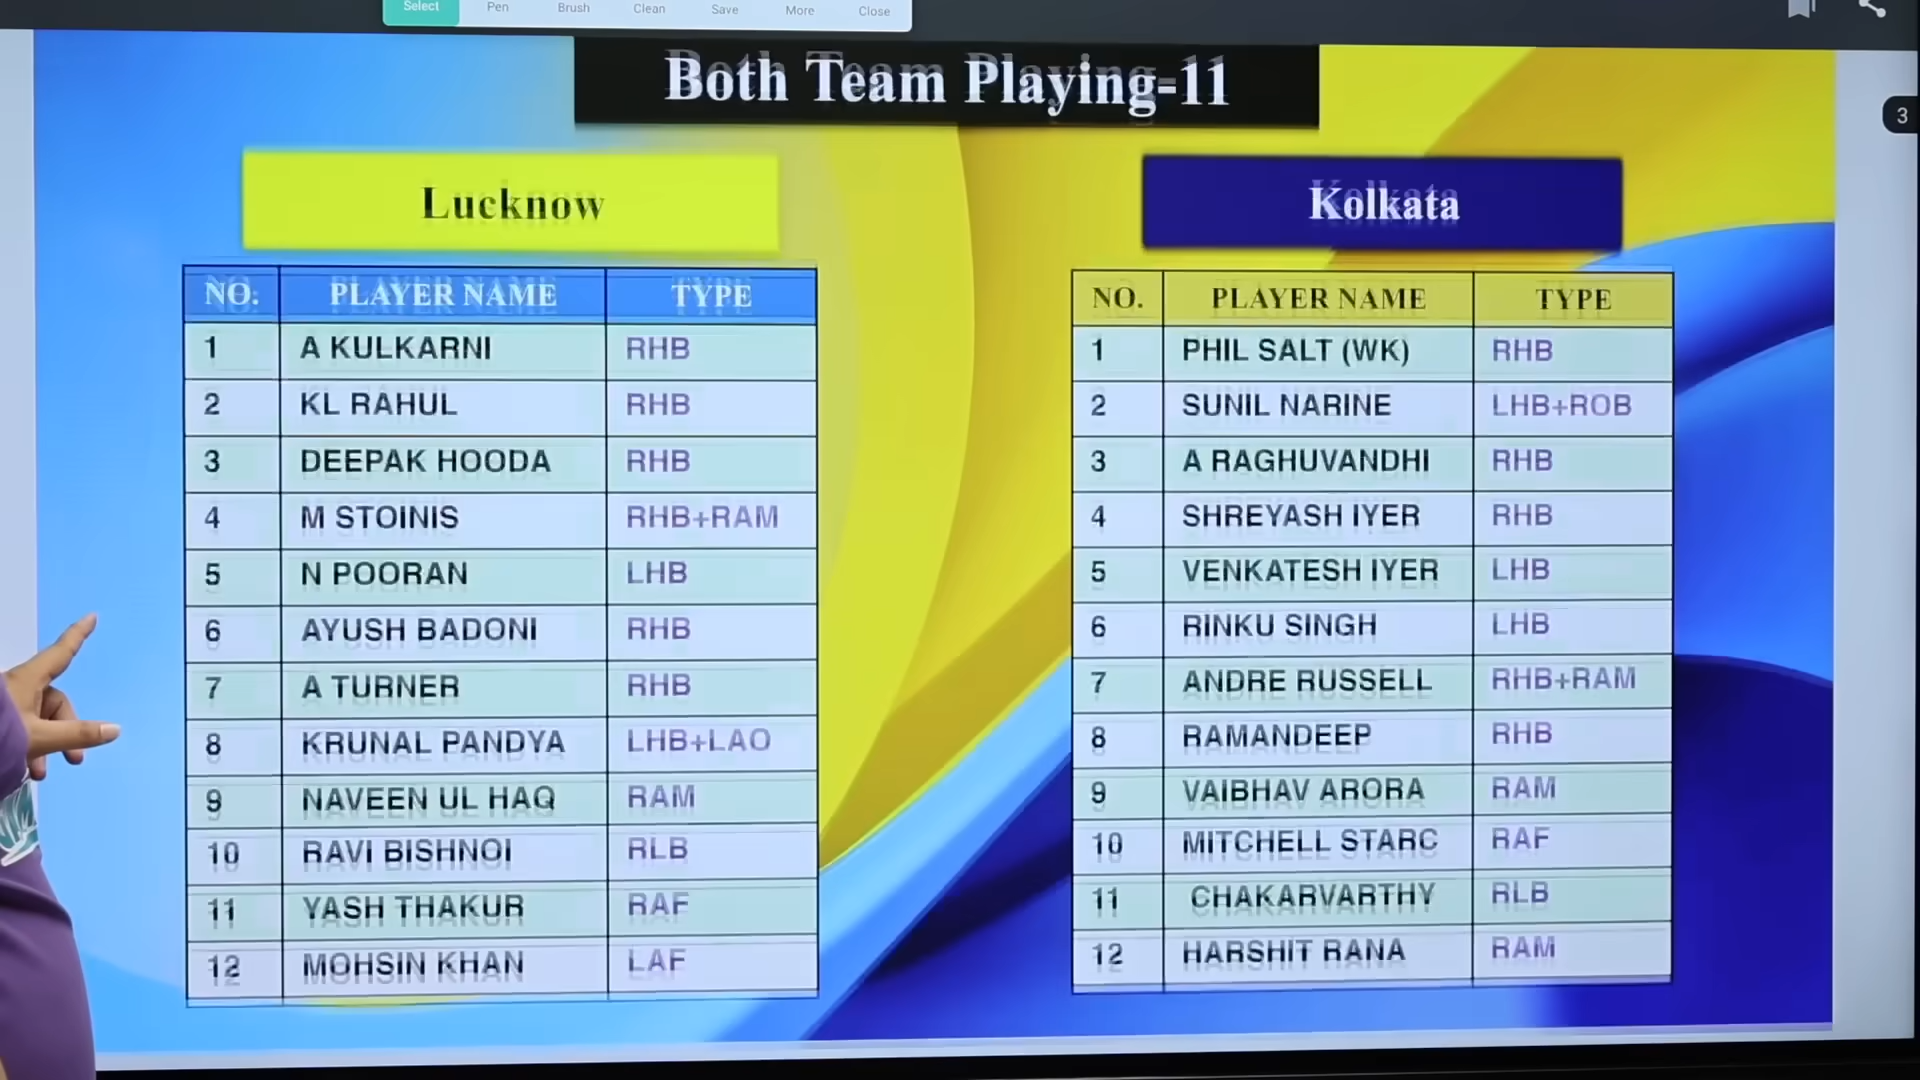 Select Pen Brush Clean Save More Close
Both Team Playing-11
3
Lucknow
NO. PLAYER NAME TYPE
1 A KULKARNI RHB
2 KL RAHUL RHB
3 DEEPAK HOODA RHB
4 M STOINIS RHB+RAM
5 N POORAN LHB
6 AYUSH BADONI RHB
7 A TURNER RHB
8 KRUNAL PANDYA LHB+LAO
9 NAVEEN UL HAQ RAM
10 RAVI BISHNOI RLB
11 YASH THAKUR RAF
12 MOHSIN KHAN LAF
Kolkata
NO. PLAYER NAME TYPE
1 PHIL SALT (WK) RHB
2 SUNIL NARINE LHB+ROB
3 A RAGHUVANDHI RHB
4 SHREYASH IYER RHB
5 VENKATESH IYER LHB
6 RINKU SINGH LHB
7 ANDRE RUSSELL RHB+RAM
8 RAMANDEEP RHB
9 VAIBHAV ARORA RAM
10 MITCHELL STARC RAF
11 CHAKARVARTHY RLB
12 HARSHIT RANA RAM